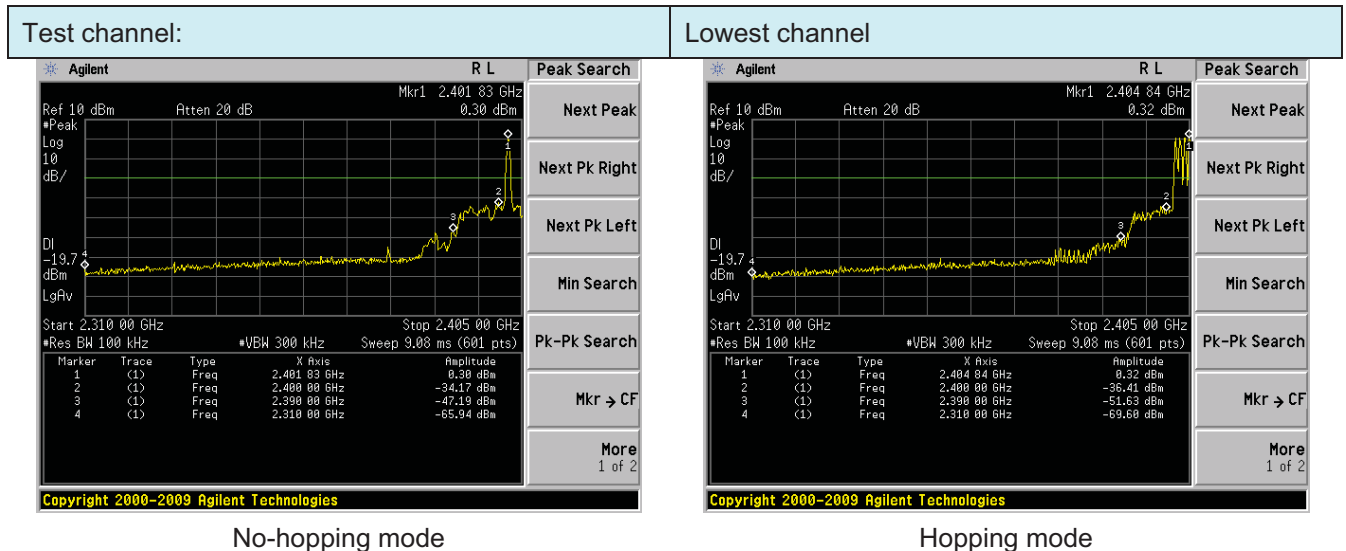 Test channel: Lowest channel
Agilent R L Peak Search
Mkr1 2.401 83 GHz
Ref 10 dBm Atten 20 dB 0.30 dBm
#Peak
Log
10
dB/
DI
-19.7
dBm
LgAv
1
2
3
4
Start 2.310 00 GHz Stop 2.405 00 GHz
#Res BW 100 kHz #VBW 300 kHz Sweep 9.08 ms (601 pts)
Marker Trace Type X Axis Amplitude
1 (1) Freq 2.401 83 GHz 0.30 dBm
2 (1) Freq 2.400 00 GHz -34.17 dBm
3 (1) Freq 2.390 00 GHz -47.19 dBm
4 (1) Freq 2.310 00 GHz -65.94 dBm
Next Peak
Next Pk Right
Next Pk Left
Min Search
Pk-Pk Search
Mkr → CF
More
1 of 2
Copyright 2000-2009 Agilent Technologies
No-hopping mode
Agilent R L Peak Search
Mkr1 2.404 84 GHz
Ref 10 dBm Atten 20 dB 0.32 dBm
#Peak
Log
10
dB/
DI
-19.7
dBm
LgAv
1
2
3
4
Start 2.310 00 GHz Stop 2.405 00 GHz
#Res BW 100 kHz #VBW 300 kHz Sweep 9.08 ms (601 pts)
Marker Trace Type X Axis Amplitude
1 (1) Freq 2.404 84 GHz 0.32 dBm
2 (1) Freq 2.400 00 GHz -36.41 dBm
3 (1) Freq 2.390 00 GHz -51.63 dBm
4 (1) Freq 2.310 00 GHz -69.60 dBm
Next Peak
Next Pk Right
Next Pk Left
Min Search
Pk-Pk Search
Mkr → CF
More
1 of 2
Copyright 2000-2009 Agilent Technologies
Hopping mode